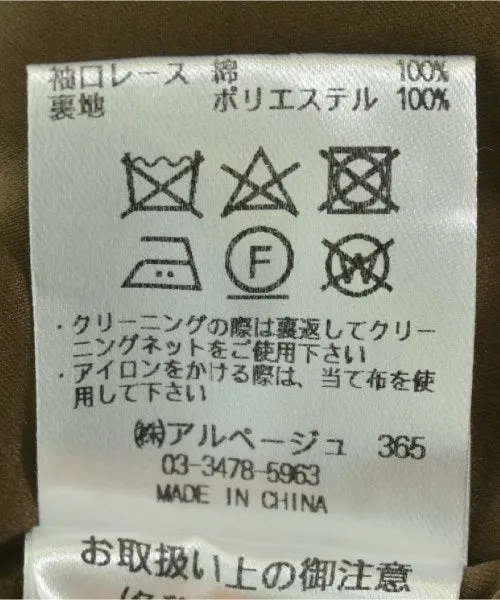 袖口レース 綿 100%
裏地 ポリエステル 100%
F
W
・クリーニングの際は裏返してクリー
ニングネットをご使用下さい
・アイロンをかける際は、当て布を使
用して下さい
㈱アルページュ 365
03-3478-5963
MADE IN CHINA
お取扱い上の御注意